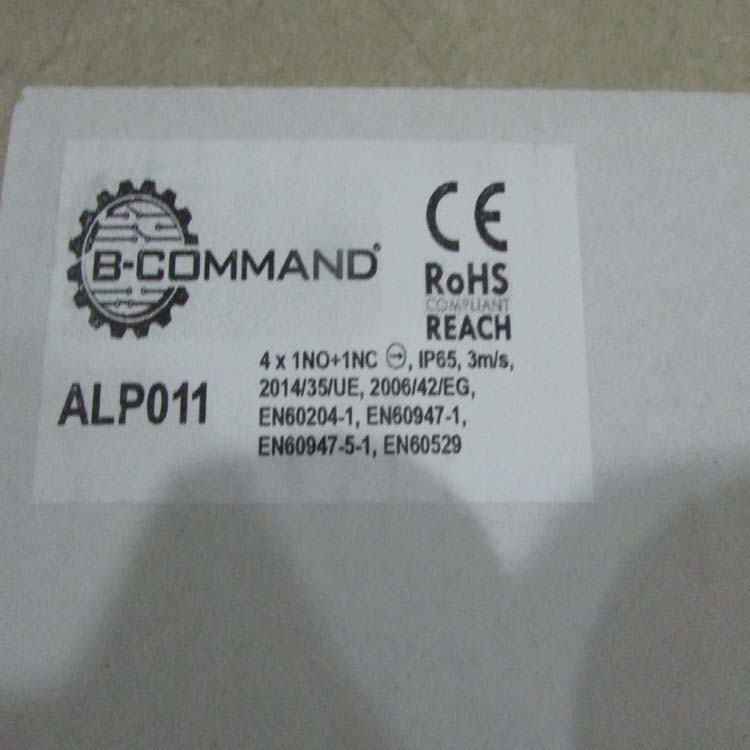 B-COMMAND®
CE
RoHS
COMPLIANT
REACH
ALP011
4 x 1NO+1NC ⊖, IP65, 3m/s,
2014/35/UE, 2006/42/EG,
EN60204-1, EN60947-1,
EN60947-5-1, EN60529